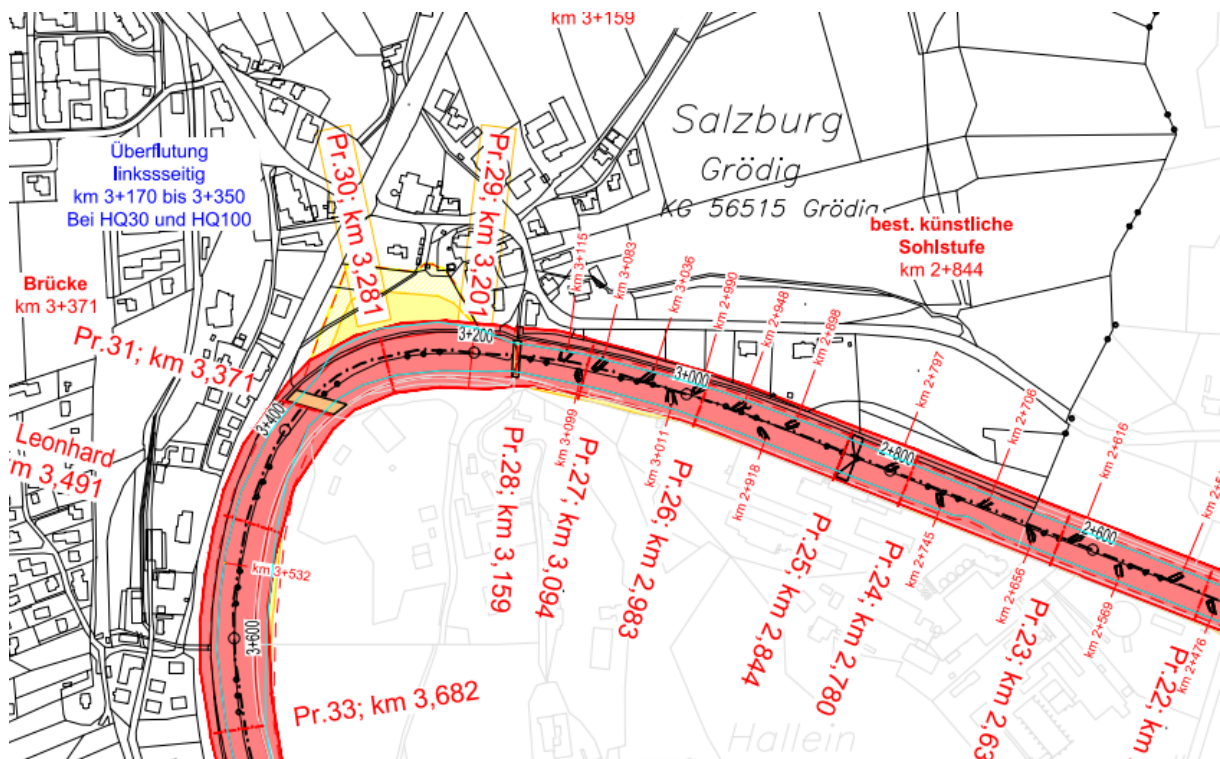 km 3+159
Salzburg
Grödig
KG 56515 Grödig
Überflutung
linkssseitig
km 3+170 bis 3+350
Bei HQ30 und HQ100
Brücke
km 3+371
Pr.31; km 3,371
Leonhard
km 3,491
Pr.30; km 3,281
Pr.29; km 3,201
best. künstliche
Sohlstufe
km 2+844
km 3+115
km 3+083
km 3+036
km 2+990
km 2+948
km 2+898
km 2+797
km 2+706
km 2+616
3+400
3+200
3+000
2+800
2+600
3+600
km 3+532
km 3+099
km 3+011
km 2+918
km 2+745
km 2+656
km 2+569
km 2+476
Pr.28; km 3,159
Pr.27; km 3,094
Pr.26; km 2,983
Pr.25; km 2,844
Pr.24; km 2,780
Pr.23; km 2,63
Pr.22; km
Pr.33; km 3,682
Hallein